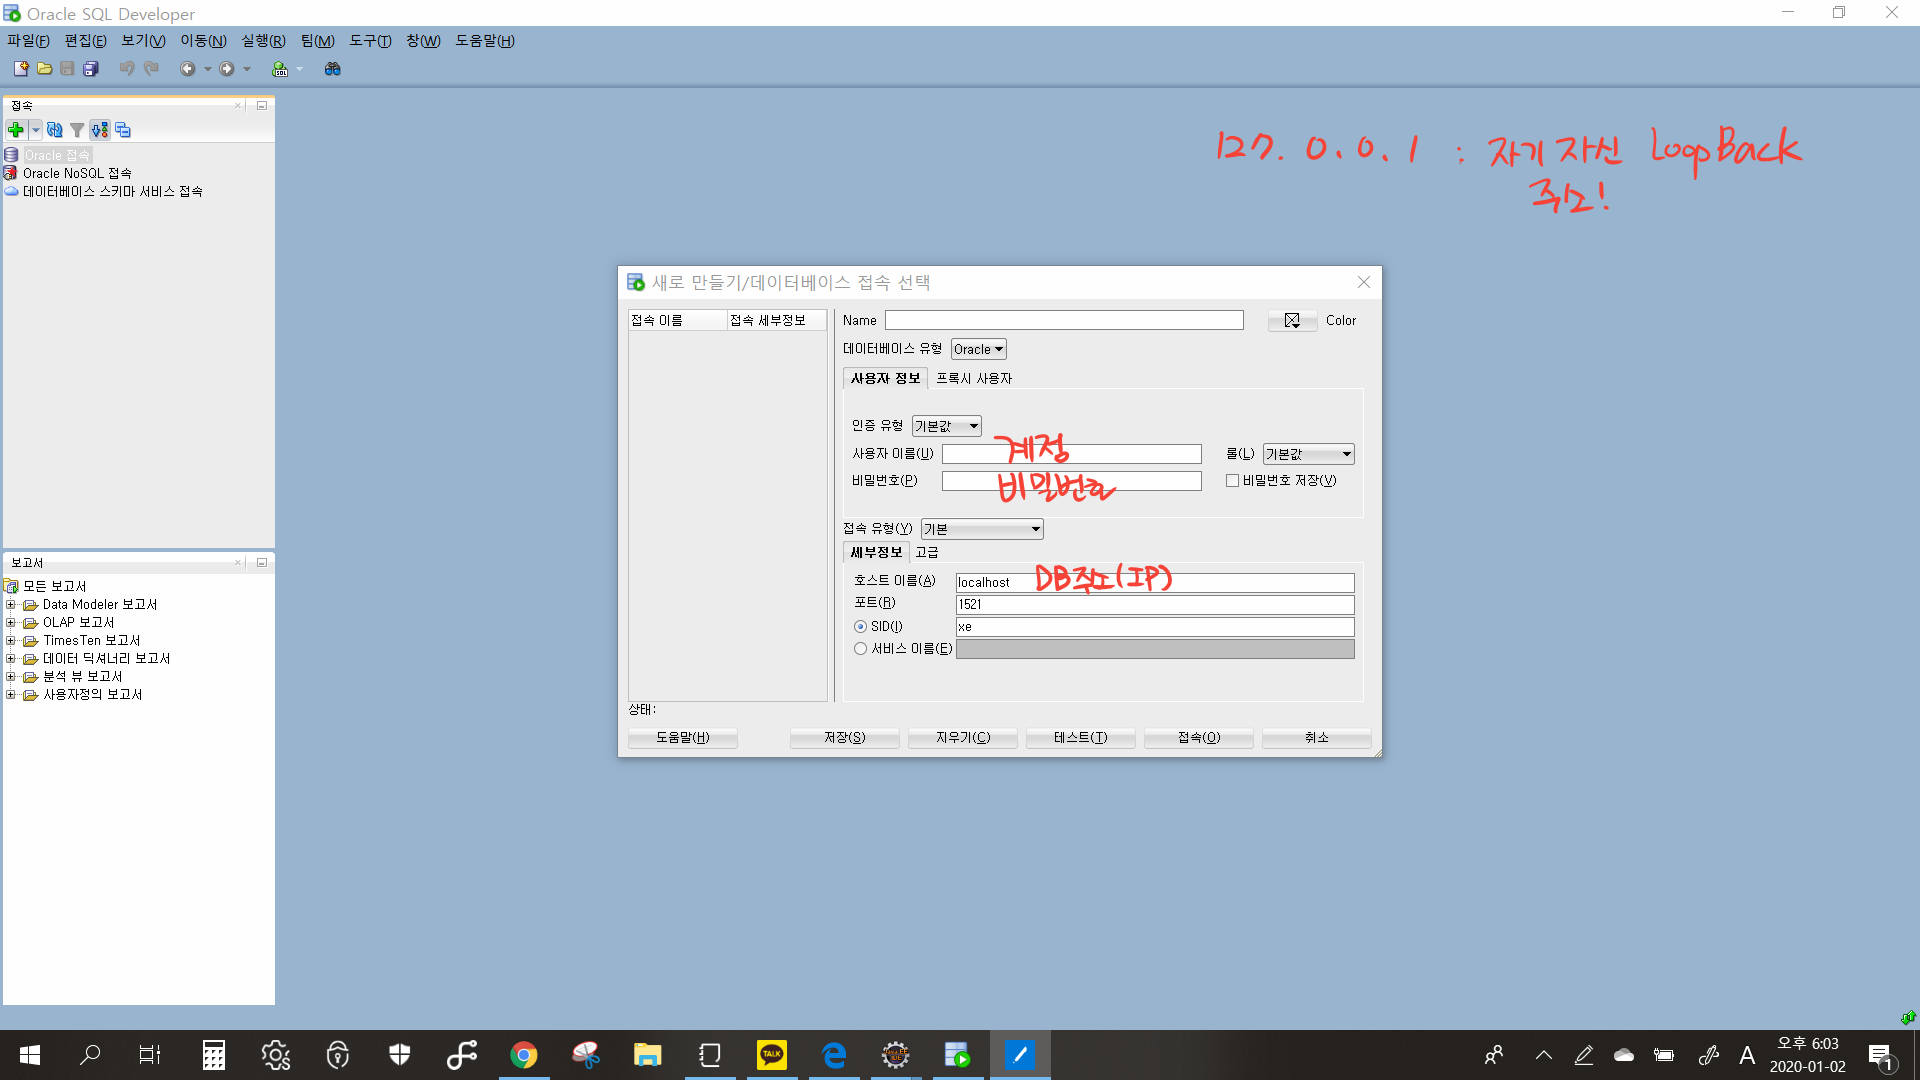 Oracle SQL Developer
파일(F) 편집(E) 보기(V) 이동(N) 실행(R) 팀(M) 도구(T) 창(W) 도움말(H)
SQL
접속
Oracle 접속
Oracle NoSQL 접속
데이터베이스 스키마 서비스 접속
127. 0. 0. 1 : 자기 자신 LoopBack
주소!
새로 만들기/데이터베이스 접속 선택
접속 이름 접속 세부정보
Name Color
데이터베이스 유형 Oracle
사용자 정보 프록시 사용자
인증 유형 기본값
사용자 이름(U) 계정 롤(L) 기본값
비밀번호(P) 비밀번호 비밀번호 저장(V)
접속 유형(Y) 기본
세부정보 고급
호스트 이름(A) localhost DB주소(IP)
포트(R) 1521
SID(I) xe
서비스 이름(E)
상태:
도움말(H) 저장(S) 지우기(C) 테스트(T) 접속(O) 취소
보고서
모든 보고서
Data Modeler 보고서
OLAP 보고서
TimesTen 보고서
데이터 딕셔너리 보고서
분석 뷰 보고서
사용자정의 보고서
TALK
A
오후 6:03
2020-01-02
1